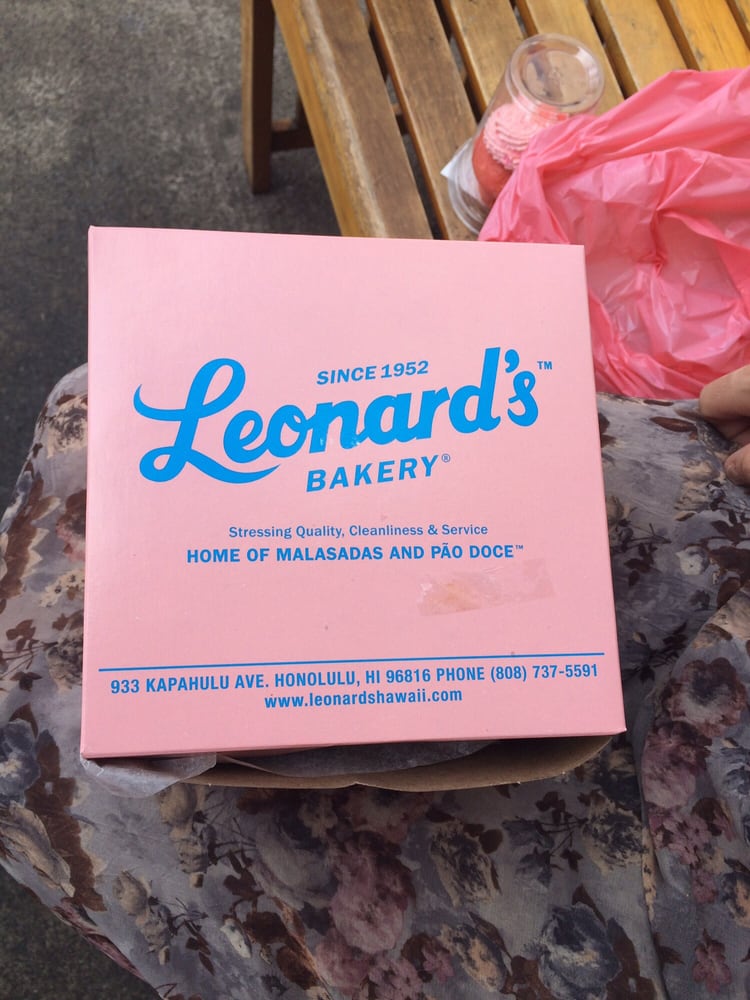 SINCE 1952
Leonard's™
BAKERY®
Stressing Quality, Cleanliness & Service
HOME OF MALASADAS AND PÃO DOCE™
933 KAPAHULU AVE. HONOLULU, HI 96816 PHONE (808) 737-5591
www.leonardshawaii.com